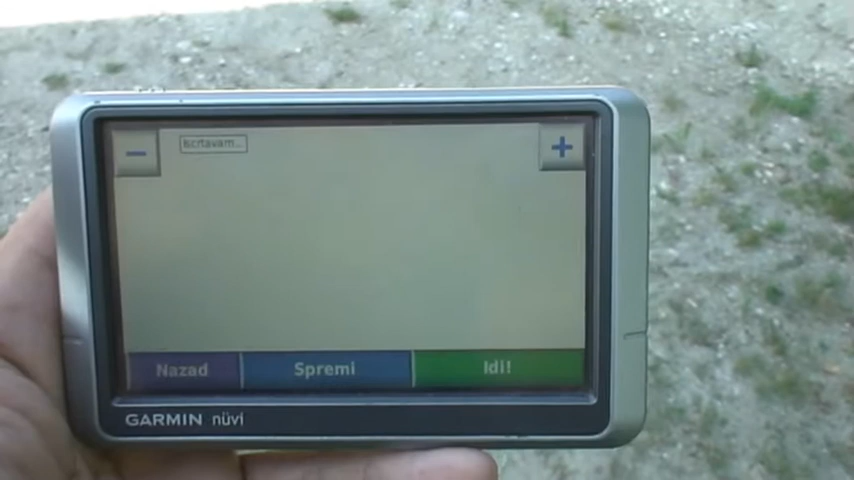 −
Iscrtavam...
+
Nazad Spremi Idi!
GARMIN nüvi